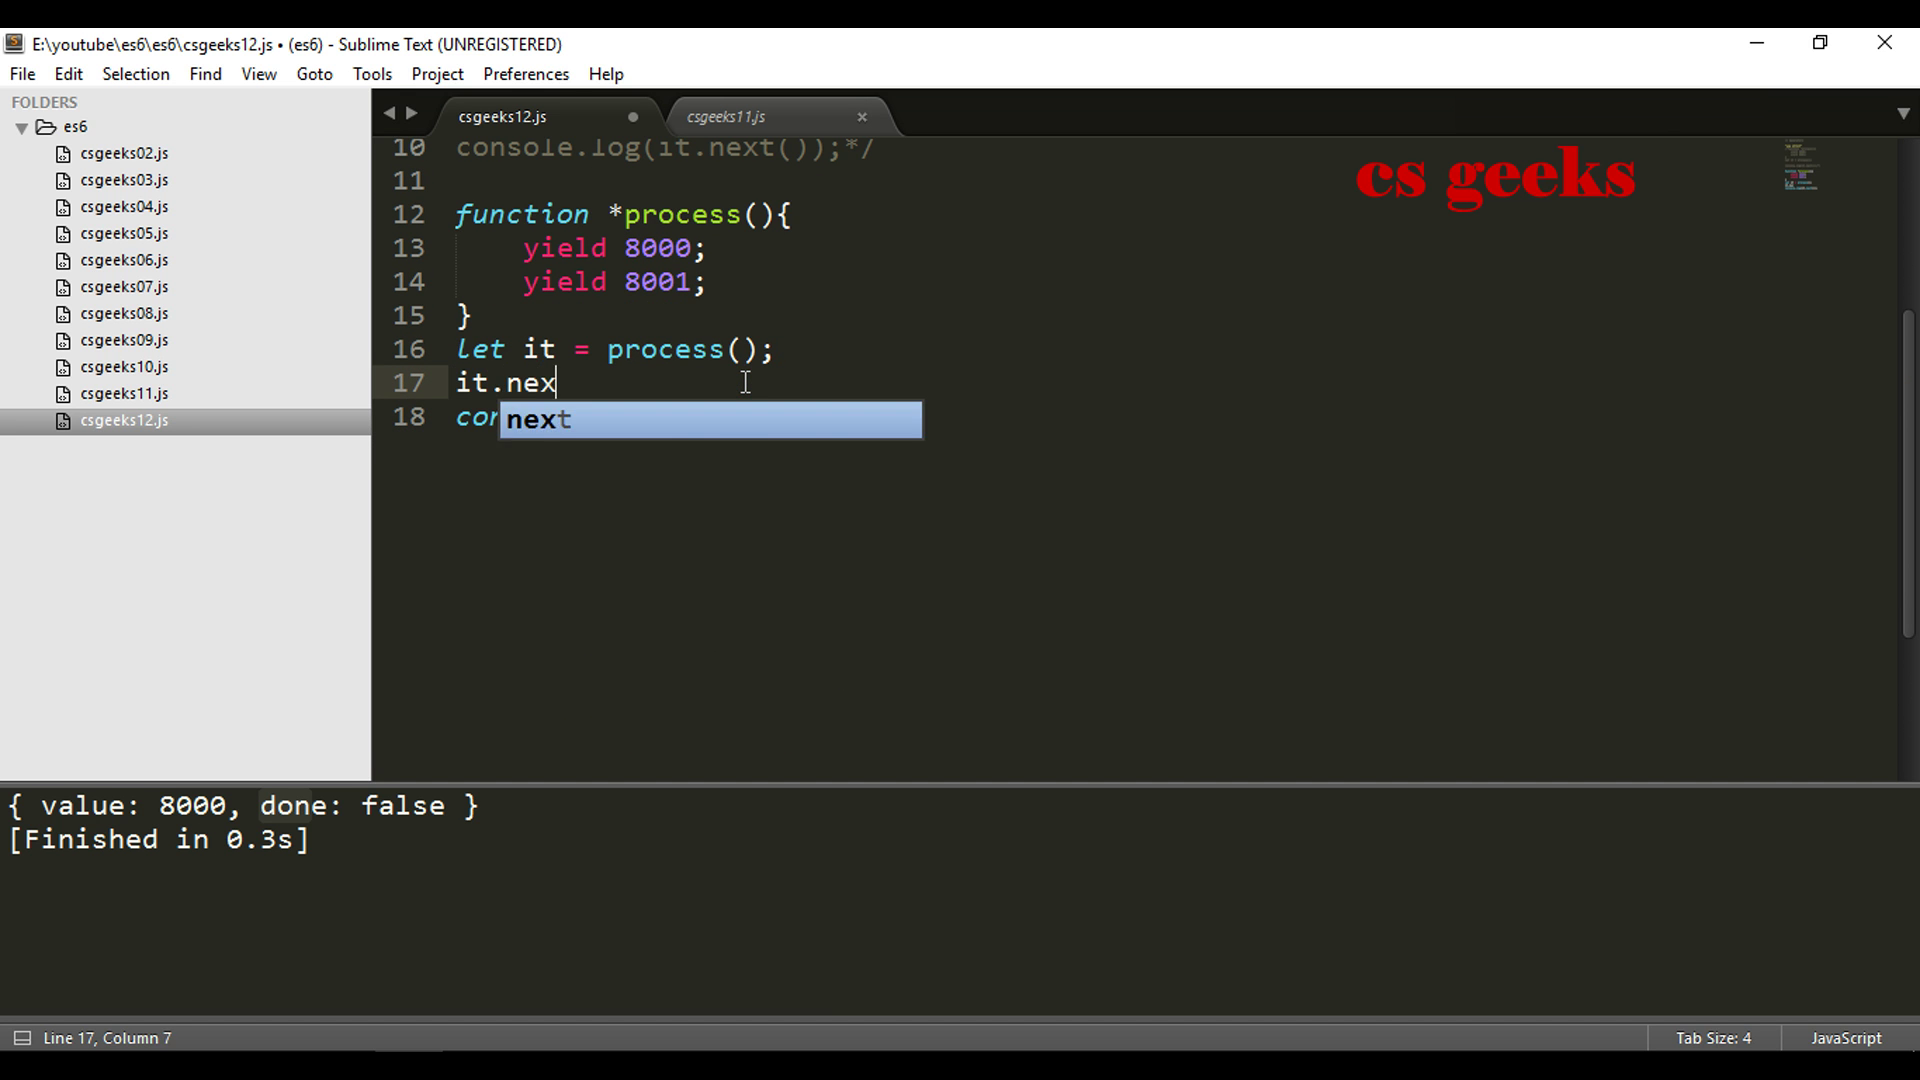 E:\youtube\es6\es6\csgeeks12.js • (es6) - Sublime Text (UNREGISTERED)
File Edit Selection Find View Goto Tools Project Preferences Help
FOLDERS
es6
csgeeks02.js
csgeeks03.js
csgeeks04.js
csgeeks05.js
csgeeks06.js
csgeeks07.js
csgeeks08.js
csgeeks09.js
csgeeks10.js
csgeeks11.js
csgeeks12.js
csgeeks12.js csgeeks11.js
10 console.log(it.next());*/
cs geeks
11
12 function *process(){
13 yield 8000;
14 yield 8001;
15 }
16 let it = process();
17 it.nex
18 con
next
{ value: 8000, done: false }
[Finished in 0.3s]
Line 17, Column 7 Tab Size: 4 JavaScript